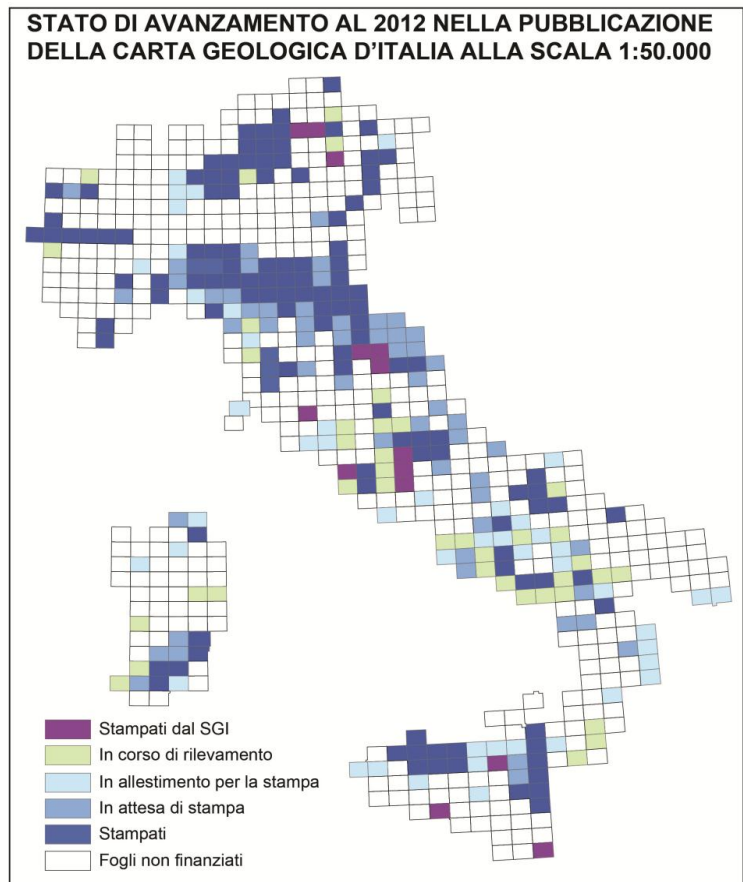 STATO DI AVANZAMENTO AL 2012 NELLA PUBBLICAZIONE
DELLA CARTA GEOLOGICA D'ITALIA ALLA SCALA 1:50.000
Stampati dal SGI
In corso di rilevamento
In allestimento per la stampa
In attesa di stampa
Stampati
Fogli non finanziati